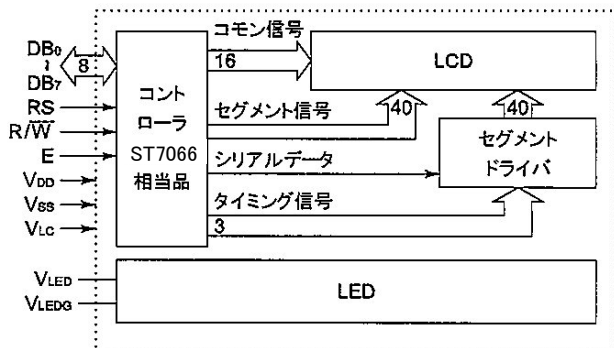 DB₀
~
DB₇
8
RS
R/W̅
E
VDD
VSS
VLC
コント
ローラ
ST7066
相当品
コモン信号
16
LCD
セグメント信号
40
40
シリアルデータ
セグメント
ドライバ
タイミング信号
3
VLED
VLEDG
LED